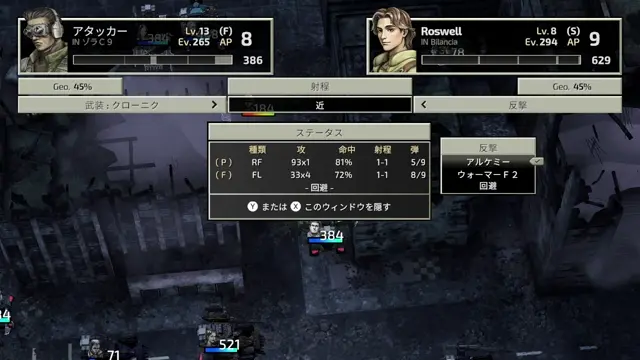 アタッカー Lv.13 (F)
IN ゾラC9 Ev.265 AP 8
386
Roswell Lv.8 (S)
IN Bilancia Ev.294 AP 9
629
Geo. 45%
射程
Geo. 45%
武装:クローニク
近
反撃
184
ステータス
種類 攻 命中 射程 弾
(P) RF 93x1 81% 1-1 5/9
(F) FL 33x4 72% 1-1 8/9
- 回避 -
Y または X このウィンドウを隠す
反撃
アルケミー
ウォーマーF2
回避
384
521
71